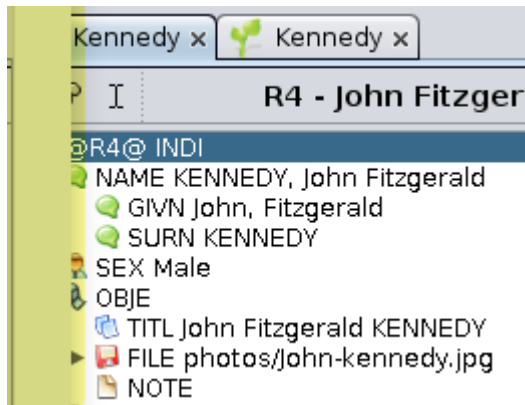 Kennedy x Kennedy x
R4 - John Fitzger
@R4@ INDI
NAME KENNEDY, John Fitzgerald
GIVN John, Fitzgerald
SURN KENNEDY
SEX Male
OBJE
TITL John Fitzgerald KENNEDY
FILE photos/John-kennedy.jpg
NOTE